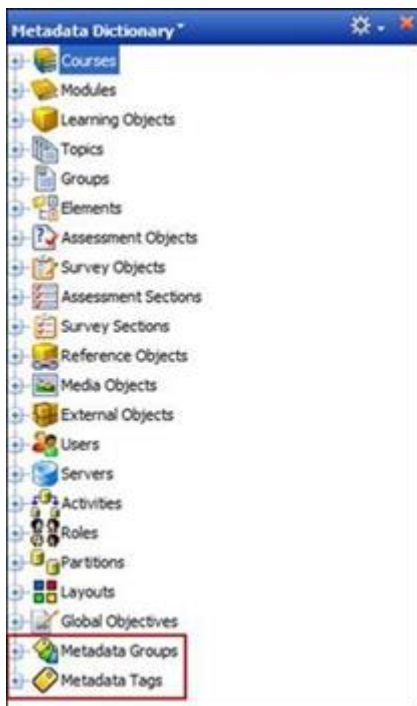 Metadata Dictionary
Courses
Modules
Learning Objects
Topics
Groups
Elements
Assessment Objects
Survey Objects
Assessment Sections
Survey Sections
Reference Objects
Media Objects
External Objects
Users
Servers
Activities
Roles
Partitions
Layouts
Global Objectives
Metadata Groups
Metadata Tags